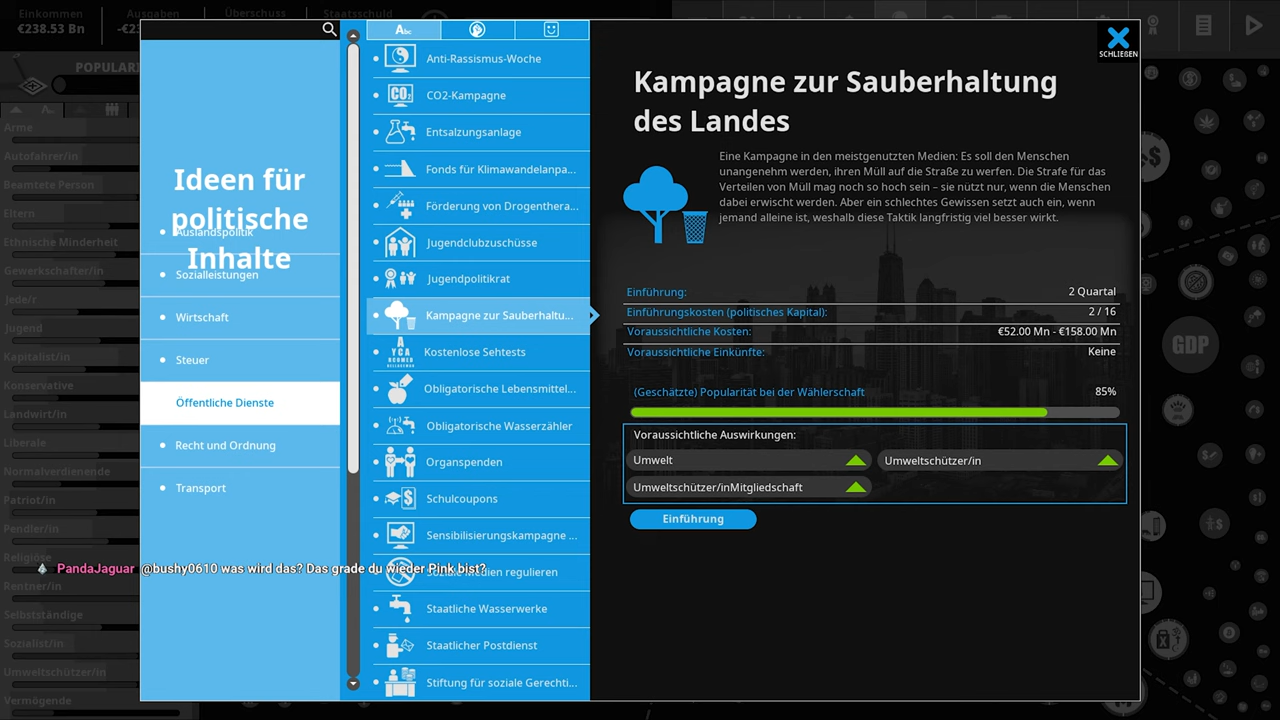 Einkommen
Ausgaben
Überschuss
Staatsschuld
€238.53 Bn
-€23
POPULARI
Abc
SCHLIEẞEN
Arme
Autofahrer/in
Beamtete Person
Eltern
Ethnische Minderheit
Gewerkschafter/in
Jede/r
Jugend
Kapitalist/in
Konservative
Landwirt/in
Liberale
Normalverdienende
Patriot/in
Pendler/in
Religiöse
Rentner/in
Selbstständige
Sozialist/in
Umweltschützer/in
Vermögende
Ideen für
politische
Inhalte
Auslandspolitik
Sozialleistungen
Wirtschaft
Steuer
Öffentliche Dienste
Recht und Ordnung
Transport
Anti-Rassismus-Woche
CO2-Kampagne
Entsalzungsanlage
Fonds für Klimawandelanpa...
Förderung von Drogenthera...
Jugendclubzuschüsse
Jugendpolitikrat
Kampagne zur Sauberhaltu...
Kostenlose Sehtests
Obligatorische Lebensmittel...
Obligatorische Wasserzähler
Organspenden
Schulcoupons
Sensibilisierungskampagne ...
Soziale Medien regulieren
Staatliche Wasserwerke
Staatlicher Postdienst
Stiftung für soziale Gerechti...
PandaJaguar @bushy0610 was wird das? Das grade du wieder Pink bist?
Kampagne zur Sauberhaltung
des Landes
Eine Kampagne in den meistgenutzten Medien: Es soll den Menschen
unangenehm werden, ihren Müll auf die Straße zu werfen. Die Strafe für das
Verteilen von Müll mag noch so hoch sein – sie nützt nur, wenn die Menschen
dabei erwischt werden. Aber ein schlechtes Gewissen setzt auch ein, wenn
jemand alleine ist, weshalb diese Taktik langfristig viel besser wirkt.
Einführung: 2 Quartal
Einführungskosten (politisches Kapital): 2 / 16
Voraussichtliche Kosten: €52.00 Mn - €158.00 Mn
Voraussichtliche Einkünfte: Keine
(Geschätzte) Popularität bei der Wählerschaft 85%
Voraussichtliche Auswirkungen:
Umwelt
Umweltschützer/in
Umweltschützer/inMitgliedschaft
Einführung
GDP